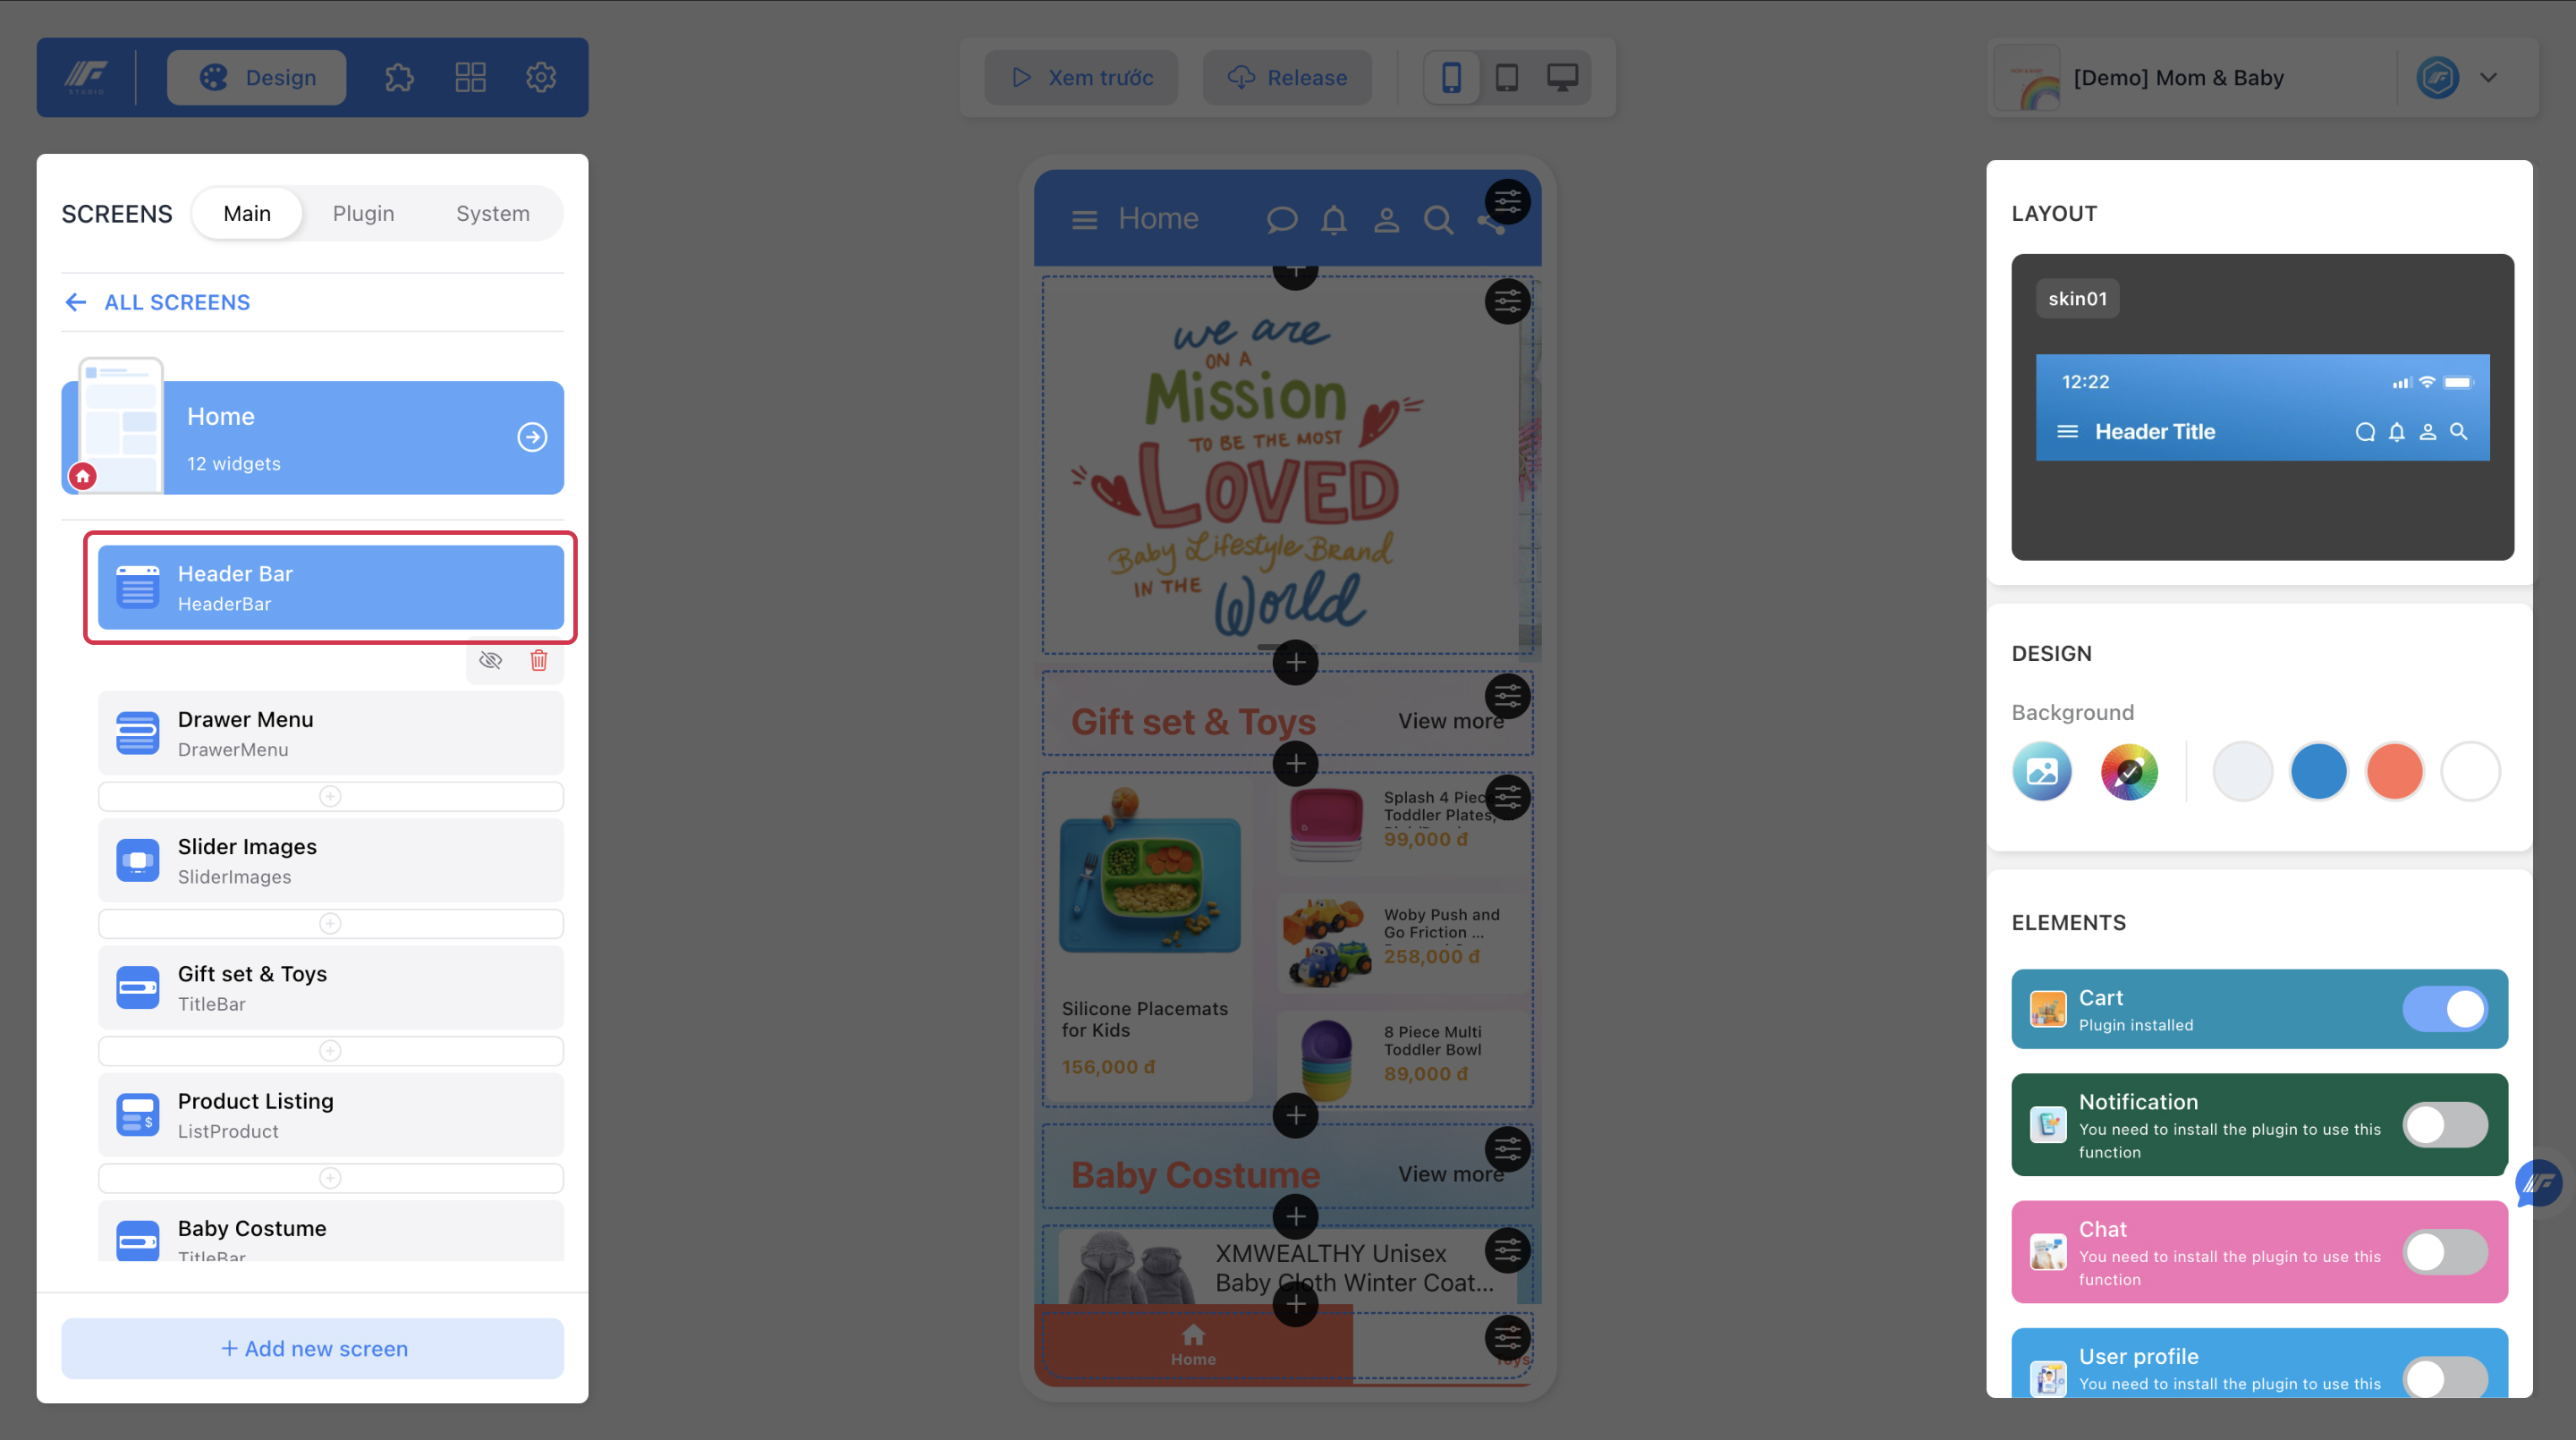 STUDIO
Design
Xem trước
Release
[Demo] Mom & Baby
SCREENS
Main
Plugin
System
ALL SCREENS
Home
12 widgets
Header Bar
HeaderBar
Drawer Menu
DrawerMenu
Slider Images
SliderImages
Gift set & Toys
TitleBar
Product Listing
ListProduct
$
Baby Costume
TitleBar
+ Add new screen
Home
we are
ON A
Mission
TO BE THE MOST
LOVED
Baby Lifestyle Brand
IN THE
World
Gift set & Toys
View more
Silicone Placemats
for Kids
156,000 đ
Splash 4 Piec
Toddler Plates, ...
99,000 đ
Woby Push and
Go Friction ...
258,000 đ
8 Piece Multi
Toddler Bowl
89,000 đ
Baby Costume
View more
XMWEALTHY Unisex
Baby Cloth Winter Coat...
Home
Toys
LAYOUT
skin01
12:22
Header Title
DESIGN
Background
ELEMENTS
Cart
Plugin installed
Notification
You need to install the plugin to use this
function
Chat
You need to install the plugin to use this
function
User profile
You need to install the plugin to use this